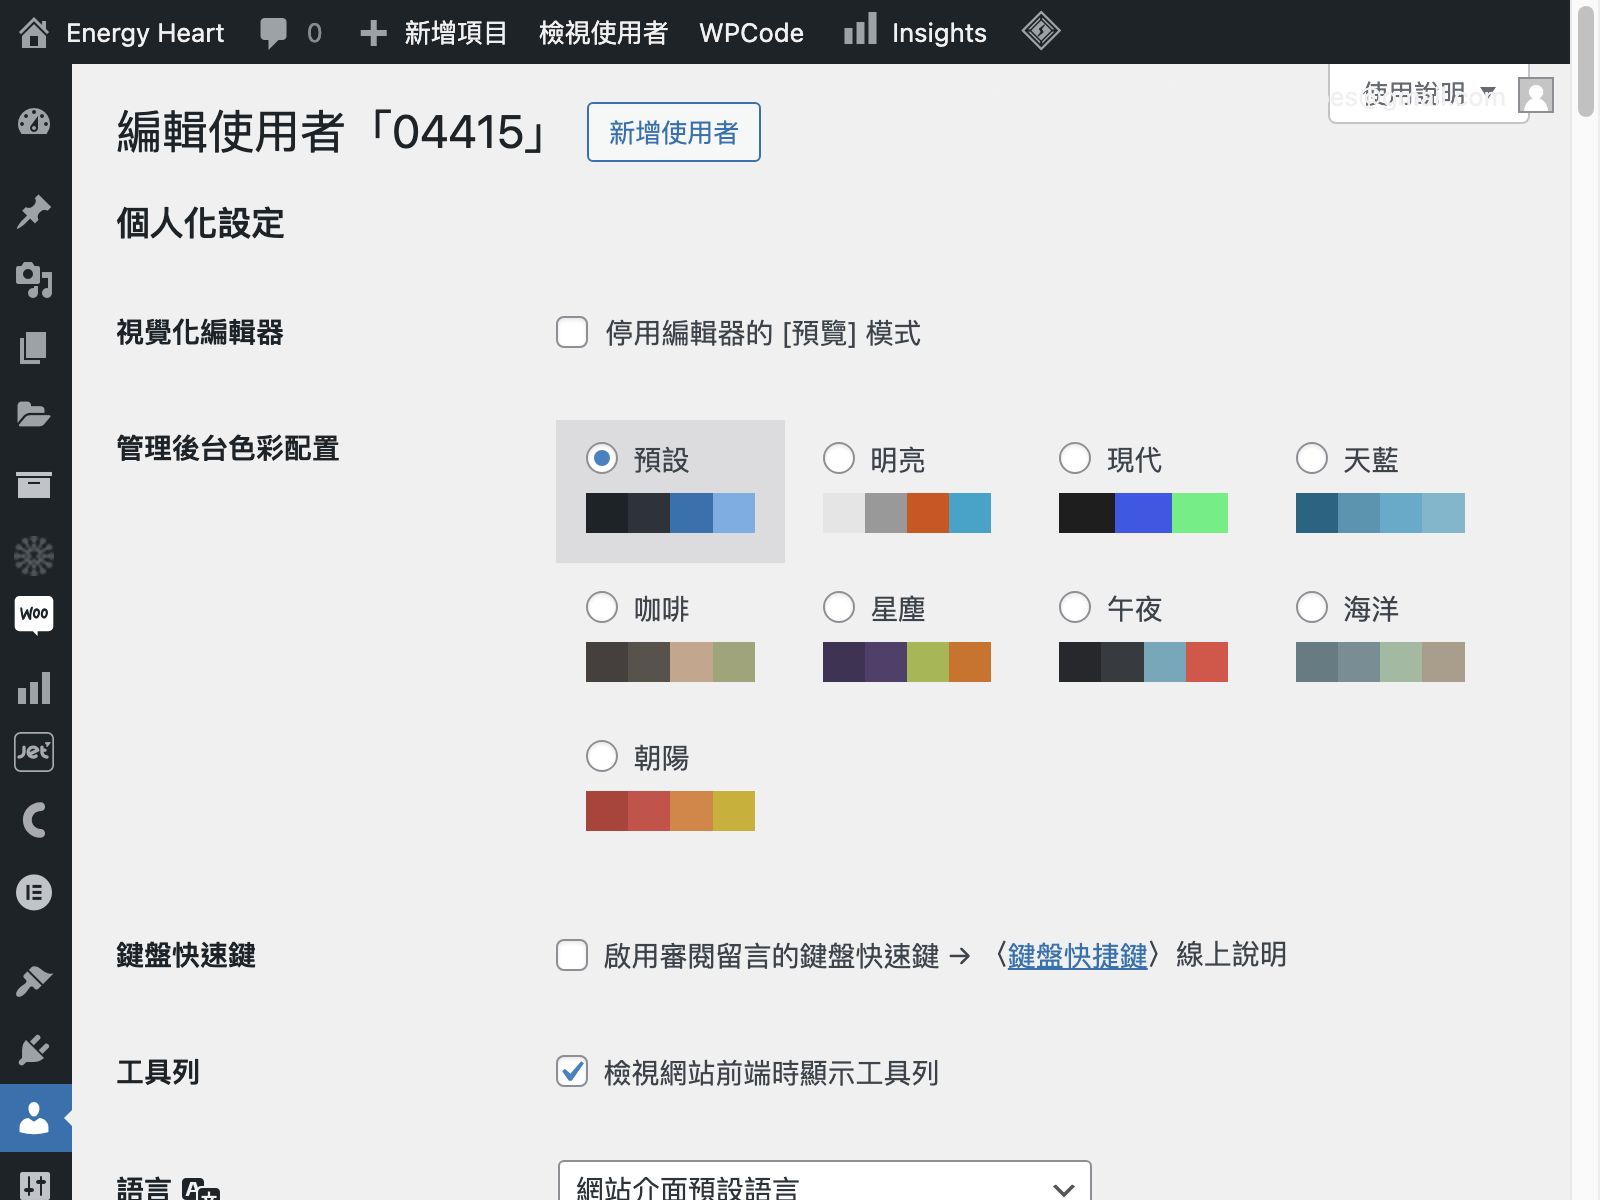 Energy Heart
0
新增項目
檢視使用者
WPCode
Insights
使用說明
編輯使用者「04415」
新增使用者
個人化設定
視覺化編輯器
停用編輯器的 [預覽] 模式
管理後台色彩配置
預設
明亮
現代
天藍
咖啡
星塵
午夜
海洋
朝陽
Woo
Jet
鍵盤快速鍵
啟用審閱留言的鍵盤快速鍵 → 〈鍵盤快捷鍵〉線上說明
工具列
檢視網站前端時顯示工具列
語言
網站介面預設語言